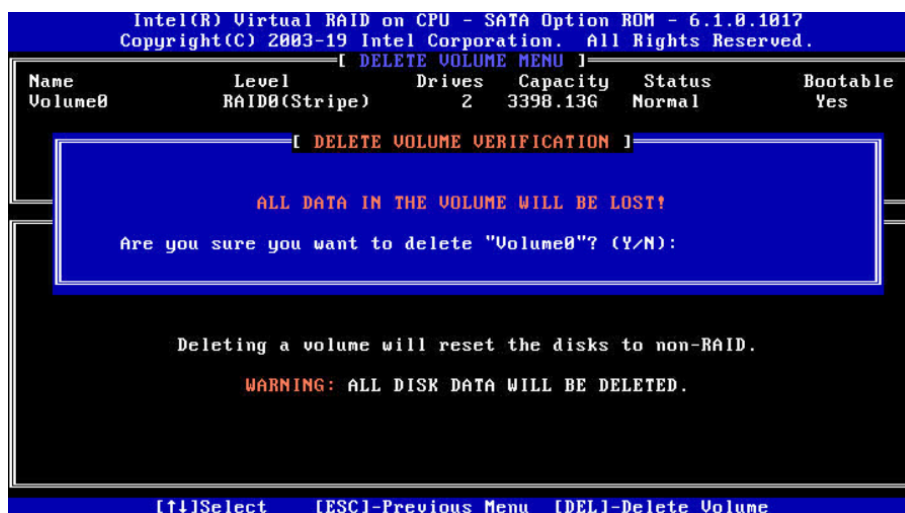 Intel(R) Virtual RAID on CPU - SATA Option ROM - 6.1.0.1017
Copyright(C) 2003-19 Intel Corporation. All Rights Reserved.
[ DELETE VOLUME MENU ]
Name Level Drives Capacity Status Bootable
Volume0 RAID0(Stripe) 2 3398.13G Normal Yes
[ DELETE VOLUME VERIFICATION ]
ALL DATA IN THE VOLUME WILL BE LOST!
Are you sure you want to delete "Volume0"? (Y/N):
Deleting a volume will reset the disks to non-RAID.
WARNING: ALL DISK DATA WILL BE DELETED.
[↑↓]Select [ESC]-Previous Menu [DEL]-Delete Volume